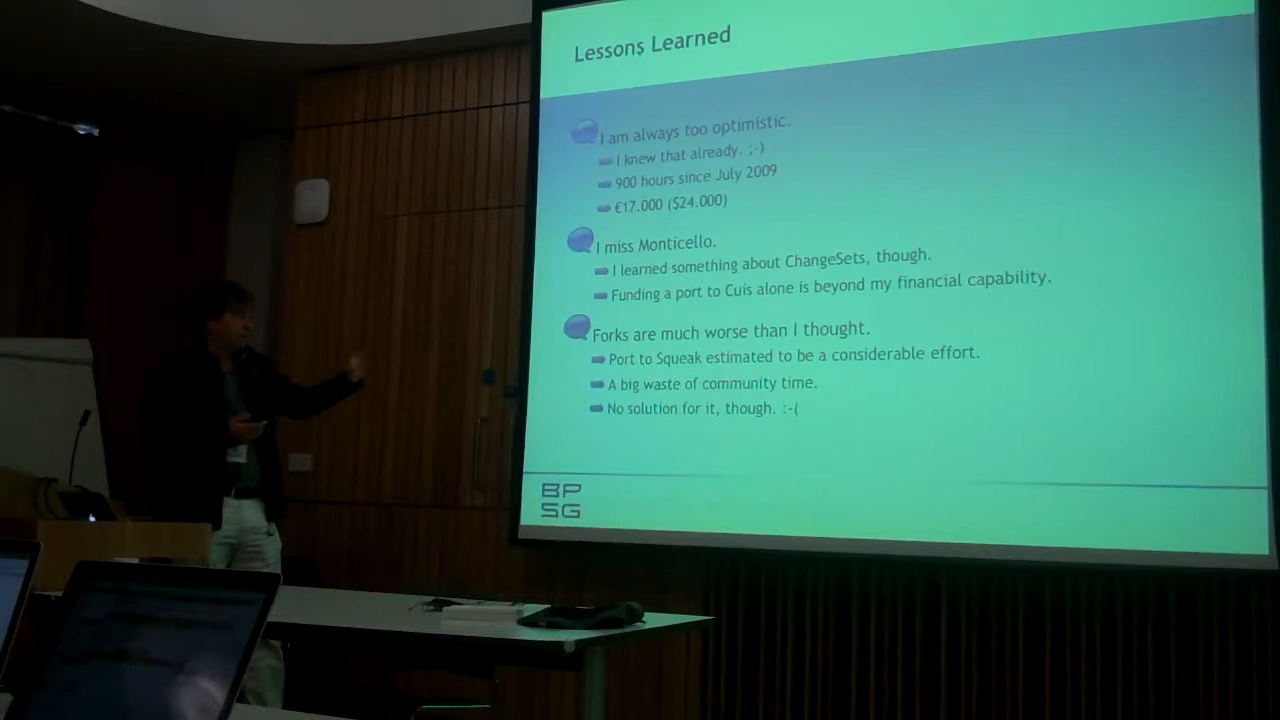 Lessons Learned
I am always too optimistic.
I knew that already. ;-)
900 hours since July 2009
€17.000 ($24.000)
I miss Monticello.
I learned something about ChangeSets, though.
Funding a port to Cuis alone is beyond my financial capability.
Forks are much worse than I thought.
Port to Squeak estimated to be a considerable effort.
A big waste of community time.
No solution for it, though. :-(
BP
SG